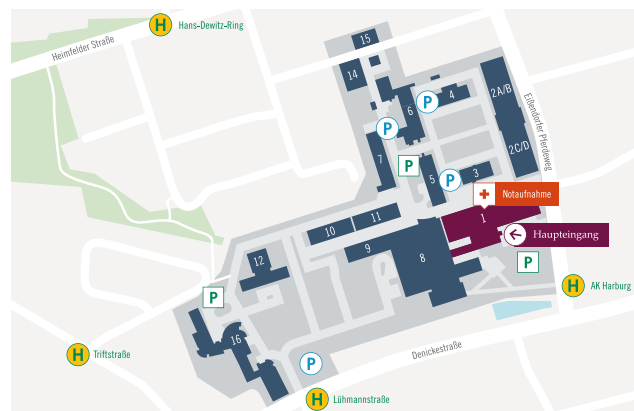 H Hans-Dewitz-Ring
Heimfelder Straße
15
14
P
6
4
2A/B
Eißendorfer Pferdeweg
P
7
P
5
P
3
2C/D
Notaufnahme
1
Haupteingang
10
11
9
8
12
P
P
H AK Harburg
16
H Triftstraße
P
Denickestraße
H Lühmannstraße